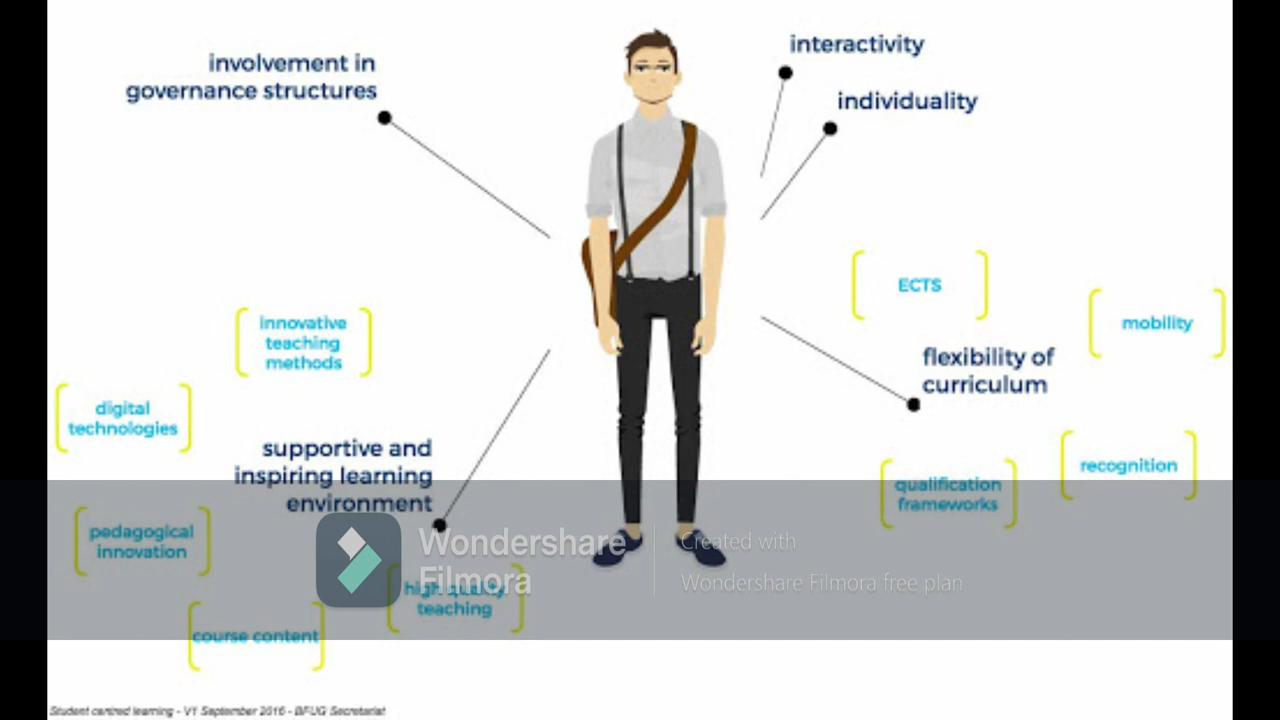 involvement in
governance structures
interactivity
individuality
ECTS
mobility
flexibility of
curriculum
recognition
qualification
frameworks
innovative
teaching
methods
digital
technologies
supportive and
inspiring learning
environment
pedagogical
innovation
high quality
teaching
course content
Wondershare
Filmora
Created with
Wondershare Filmora free plan
Student centred learning - V1 September 2016 - BFUG Secretariat